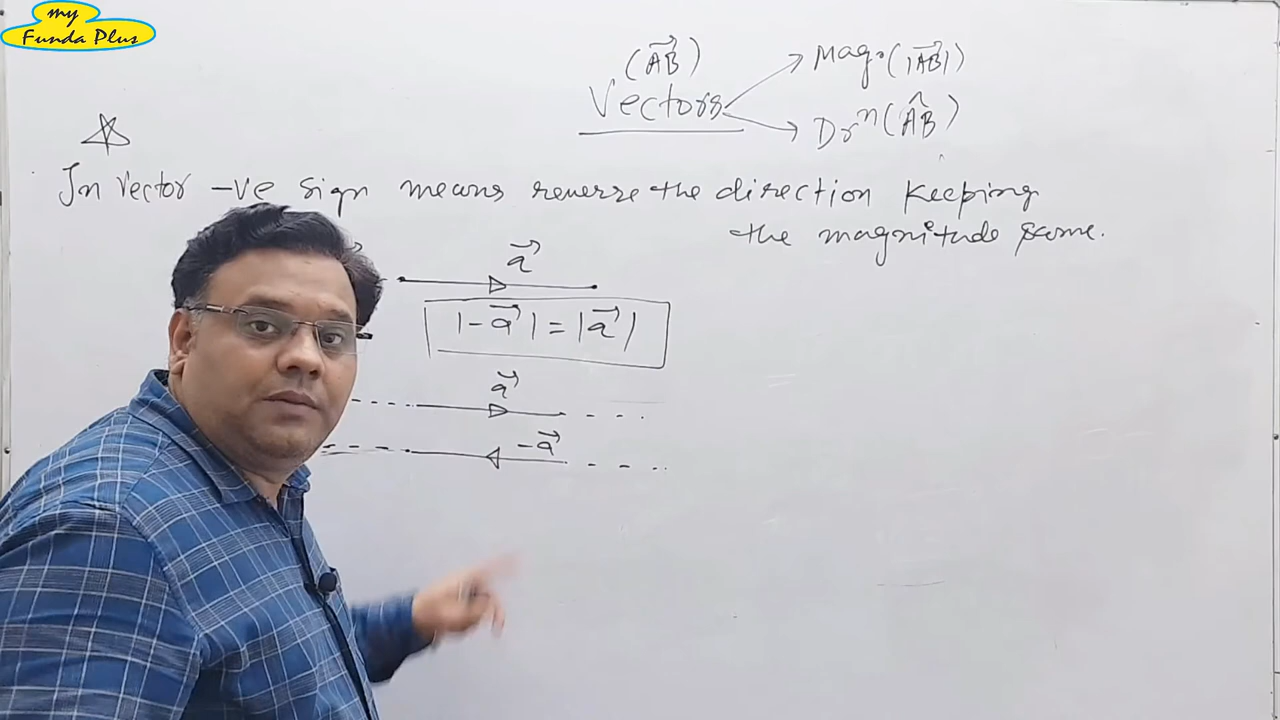 my
Funda Plus
(AB⃗)
Vectors
Mag. (|AB⃗|)
Drⁿ (AB̂)
In vector -ve sign means reverse the direction keeping
the magnitude same.
a⃗
|-a⃗| = |a⃗|
a⃗
-a⃗